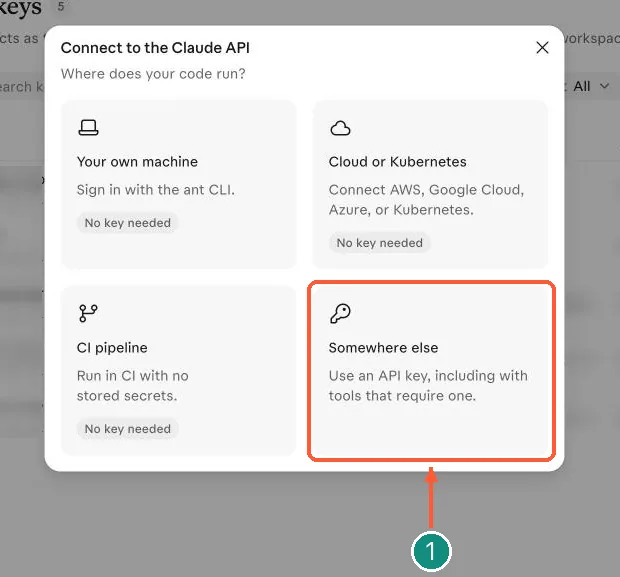 keys 5
Connect to the Claude API
cts as
Where does your code run?
workspac
earch k
All
Your own machine
Sign in with the ant CLI.
No key needed
Cloud or Kubernetes
Connect AWS, Google Cloud,
Azure, or Kubernetes.
No key needed
CI pipeline
Run in CI with no
stored secrets.
No key needed
Somewhere else
Use an API key, including with
tools that require one.
1